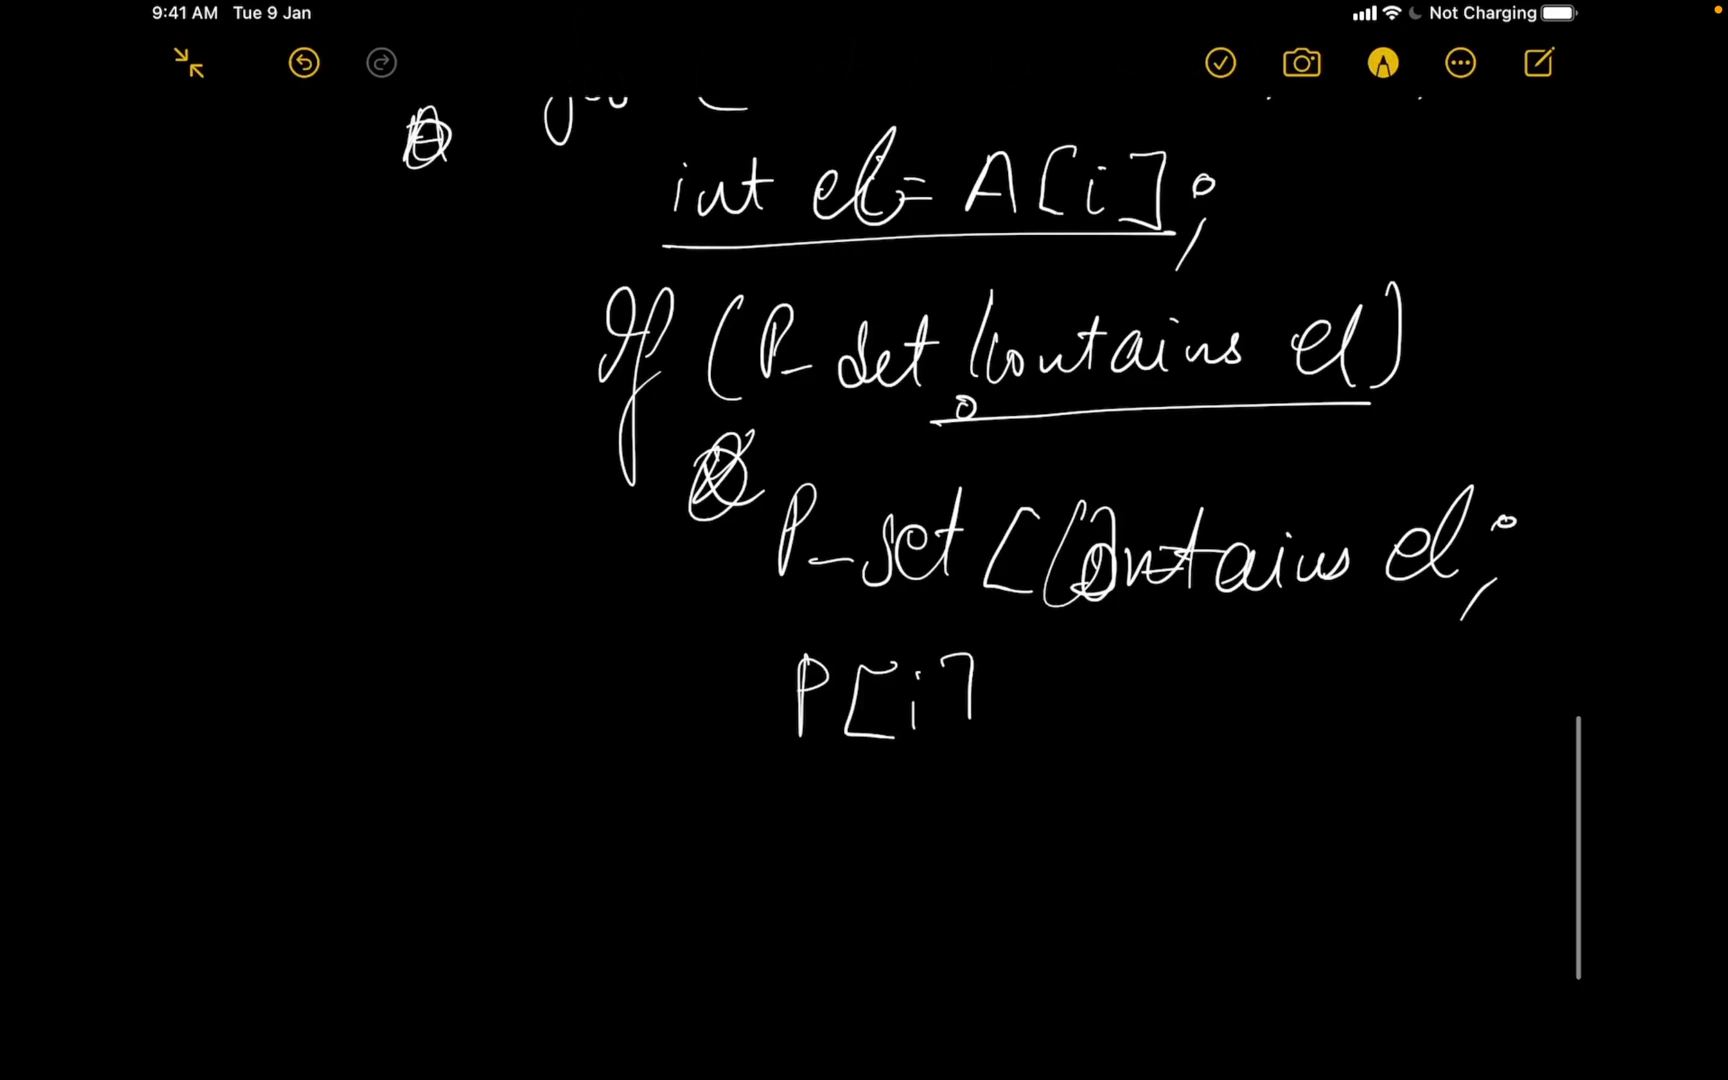 9:41 AM Tue 9 Jan Not Charging
int el = A[i];
If (P_set contains el)
P_set [Contains el;
P[i]